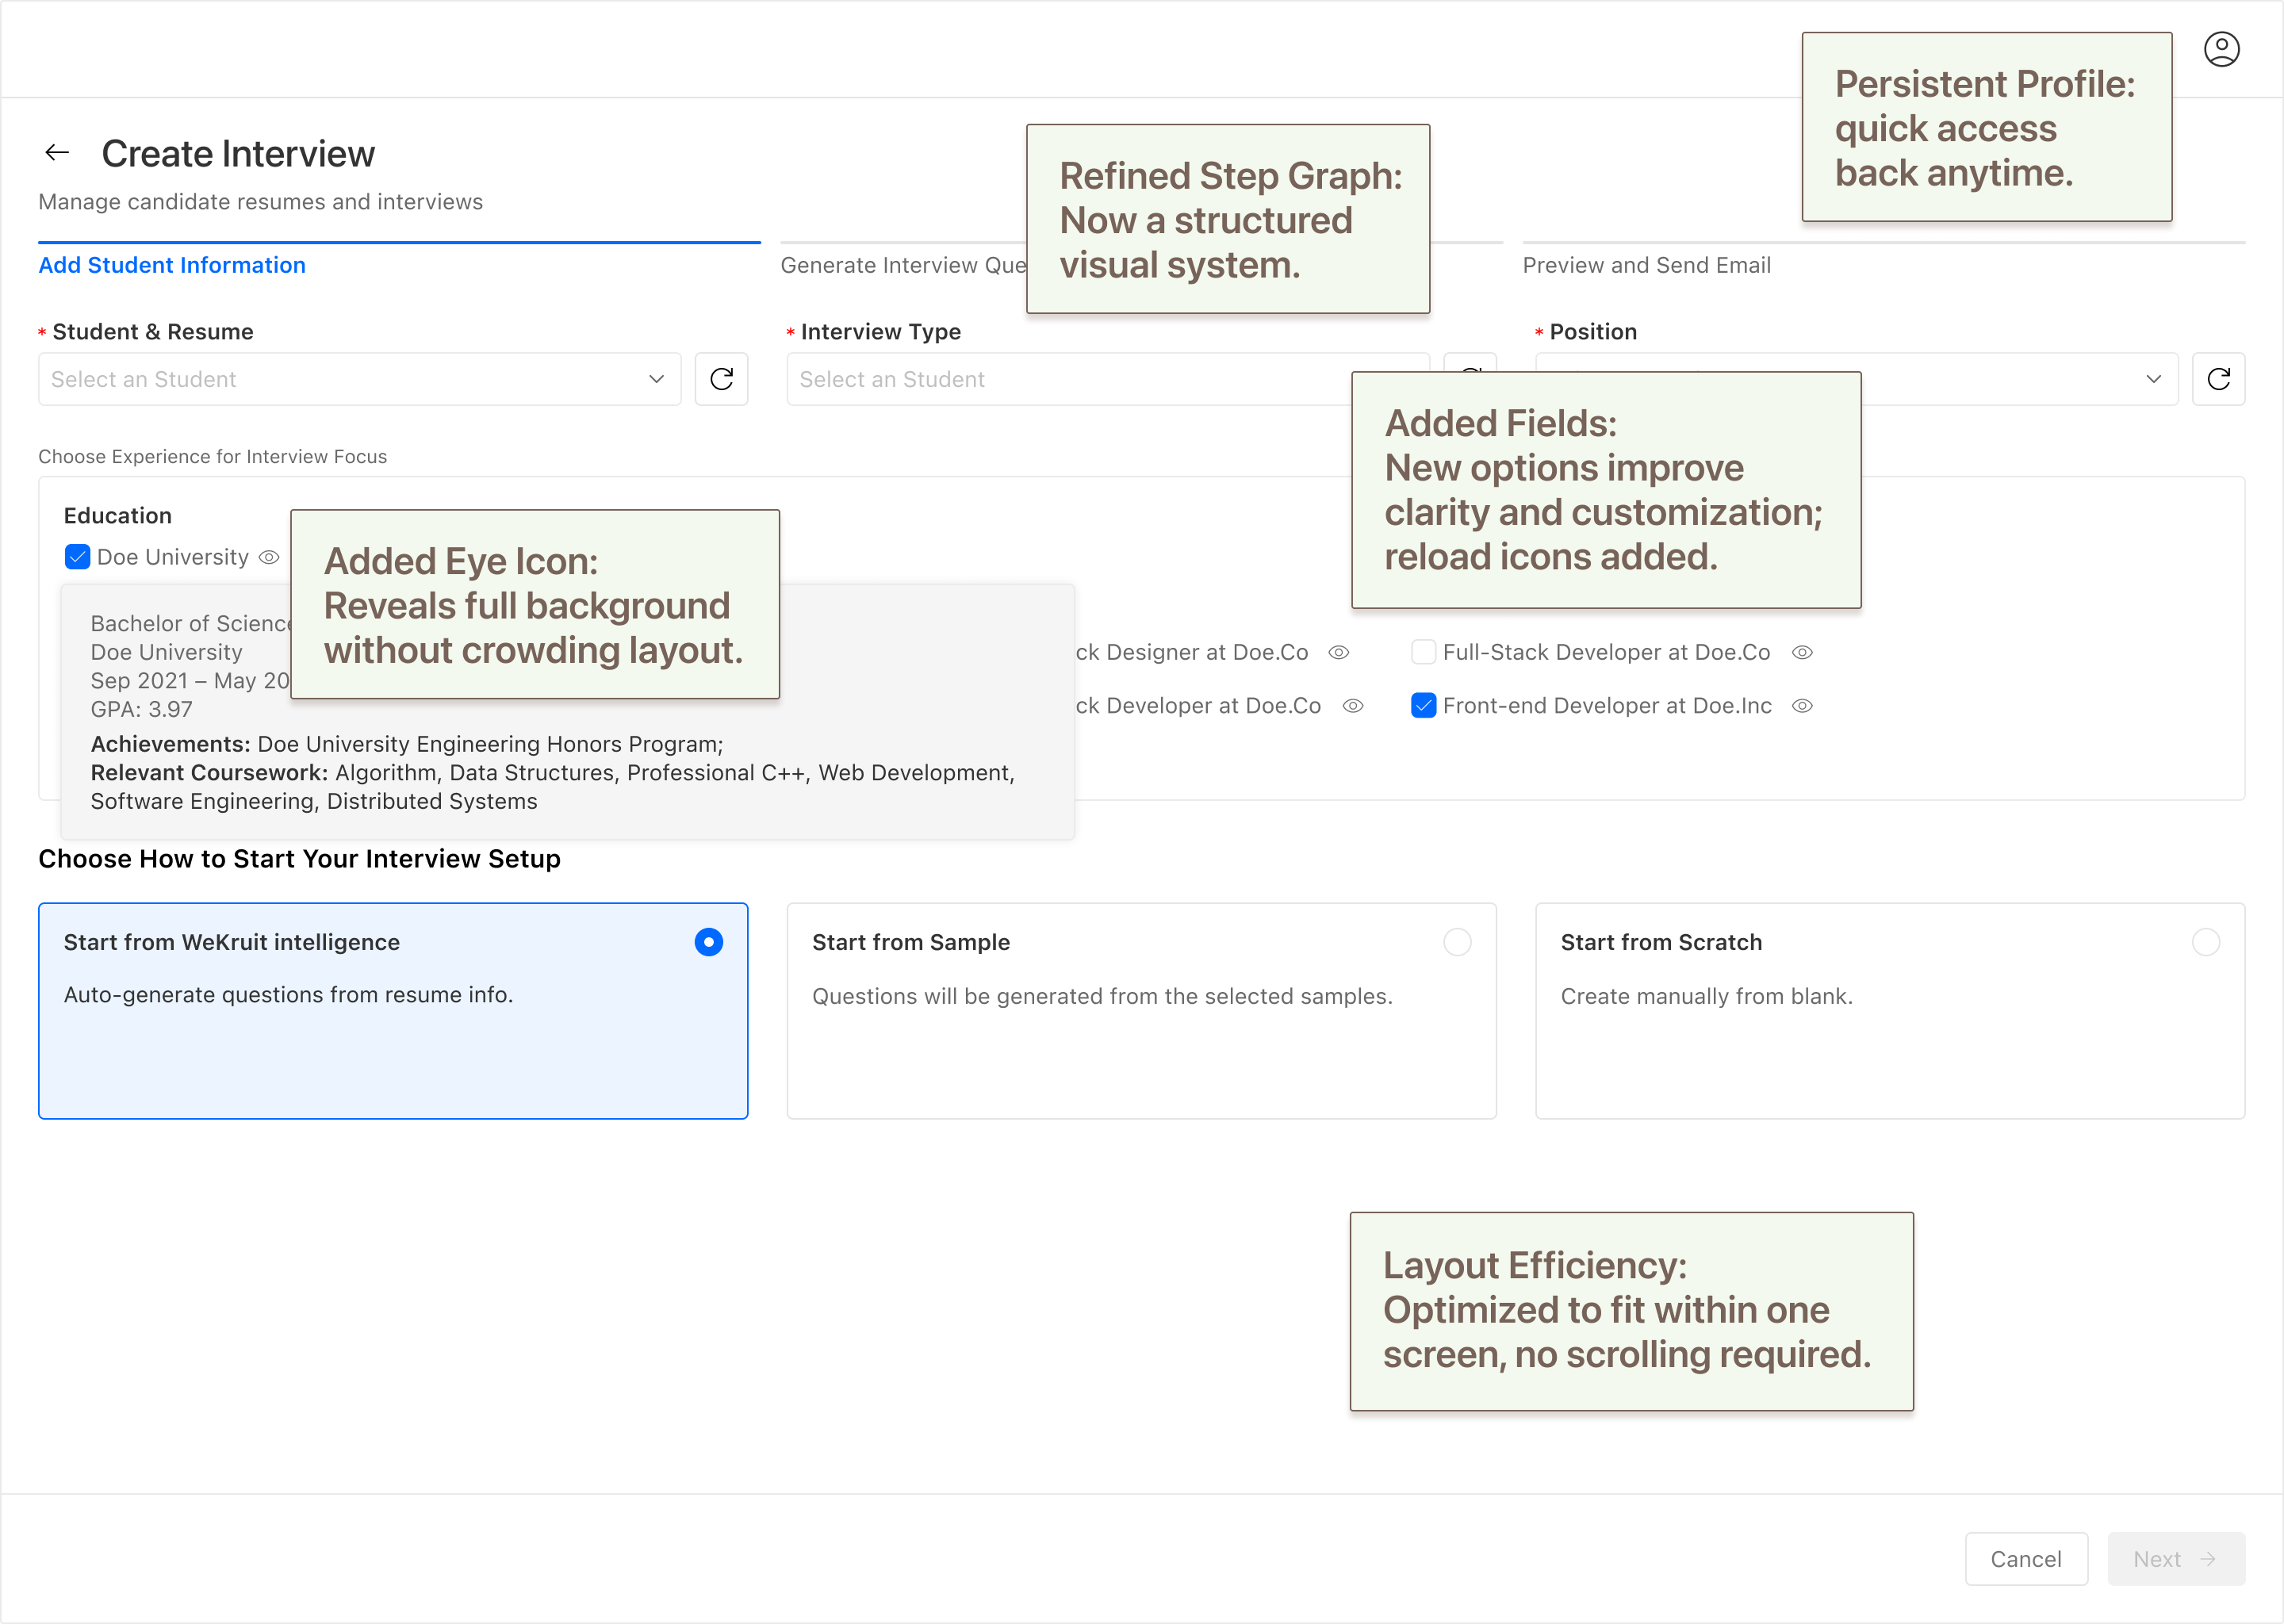 Persistent Profile:
quick access
back anytime.
Create Interview
Manage candidate resumes and interviews
Refined Step Graph:
Now a structured
visual system.
Add Student Information
Generate Interview Que
Preview and Send Email
* Student & Resume
* Interview Type
* Position
Select an Student
Select an Student
Added Fields:
New options improve
clarity and customization;
reload icons added.
Choose Experience for Interview Focus
Education
Doe University
Added Eye Icon:
Reveals full background
without crowding layout.
Bachelor of Science
Doe University
Sep 2021 – May 20
GPA: 3.97
Achievements: Doe University Engineering Honors Program;
Relevant Coursework: Algorithm, Data Structures, Professional C++, Web Development,
Software Engineering, Distributed Systems
ck Designer at Doe.Co
Full-Stack Developer at Doe.Co
ck Developer at Doe.Co
Front-end Developer at Doe.Inc
Choose How to Start Your Interview Setup
Start from WeKruit intelligence
Auto-generate questions from resume info.
Start from Sample
Questions will be generated from the selected samples.
Start from Scratch
Create manually from blank.
Layout Efficiency:
Optimized to fit within one
screen, no scrolling required.
Cancel
Next